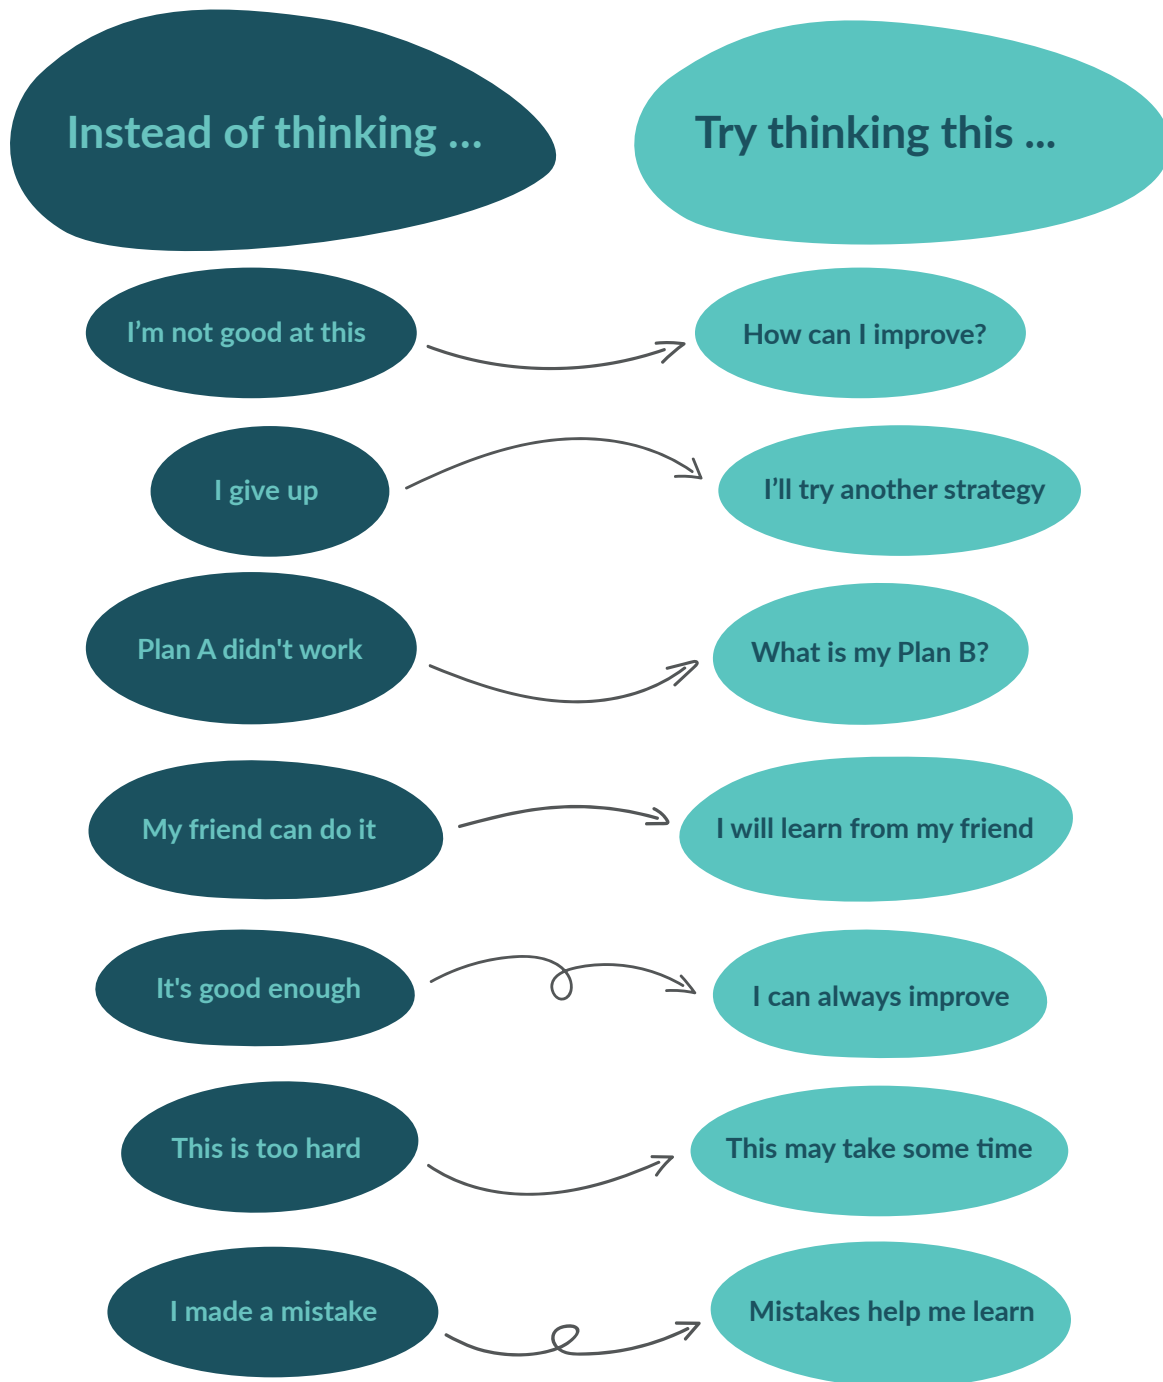 Instead of thinking ...
Try thinking this ...
I’m not good at this
How can I improve?
I give up
I’ll try another strategy
Plan A didn't work
What is my Plan B?
My friend can do it
I will learn from my friend
It's good enough
I can always improve
This is too hard
This may take some time
I made a mistake
Mistakes help me learn